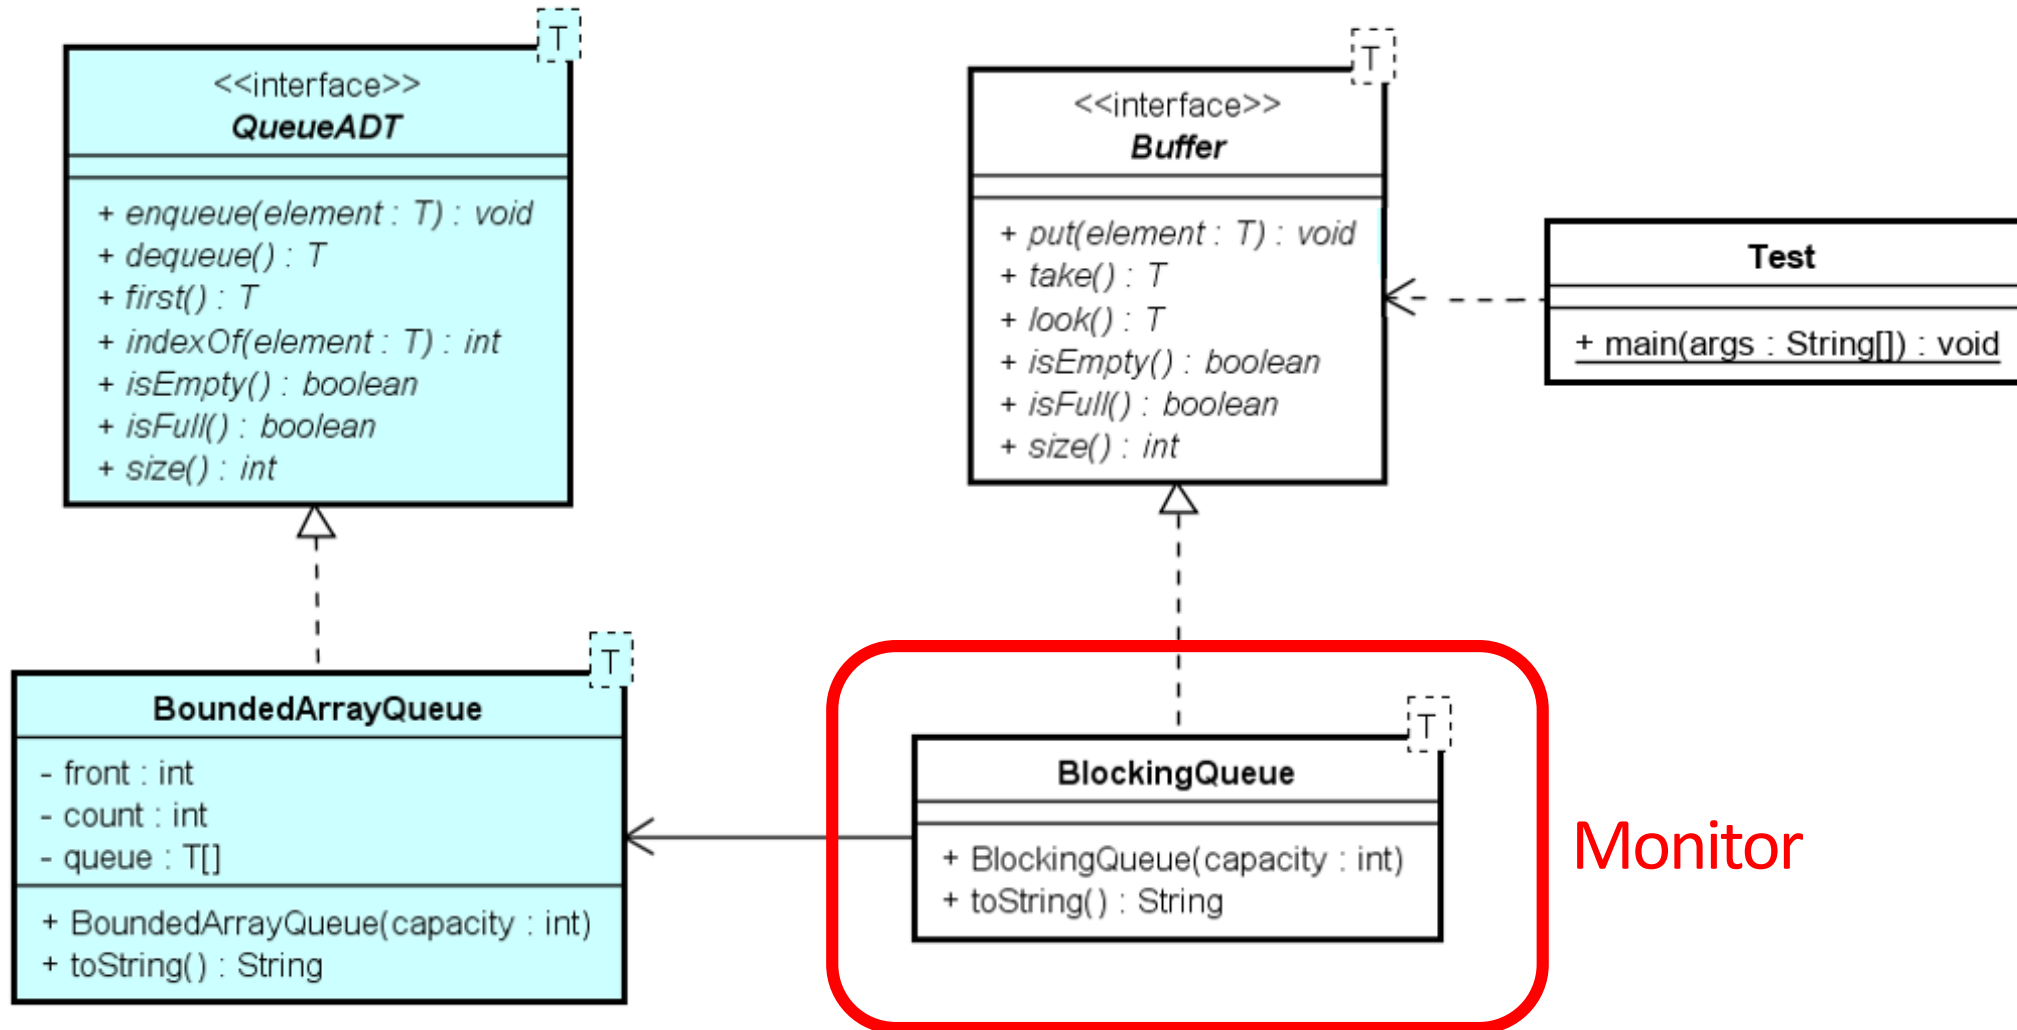 T
<<interface>>
QueueADT
+ enqueue(element : T) : void
+ dequeue() : T
+ first() : T
+ indexOf(element : T) : int
+ isEmpty() : boolean
+ isFull() : boolean
+ size() : int
T
<<interface>>
Buffer
+ put(element : T) : void
+ take() : T
+ look() : T
+ isEmpty() : boolean
+ isFull() : boolean
+ size() : int
Test
+ main(args : String[]) : void
T
BoundedArrayQueue
- front : int
- count : int
- queue : T[]
+ BoundedArrayQueue(capacity : int)
+ toString() : String
T
BlockingQueue
+ BlockingQueue(capacity : int)
+ toString() : String
Monitor